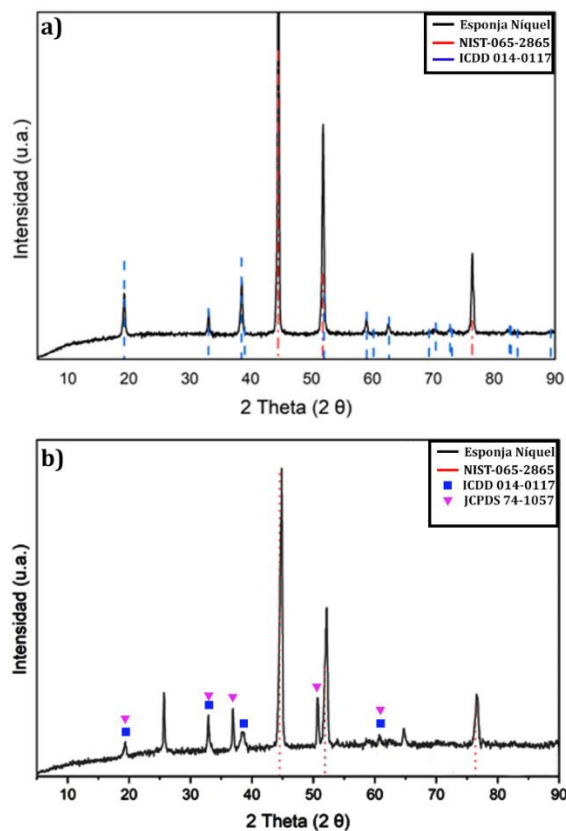 a)
Esponja Níquel
NIST-065-2865
ICDD 014-0117
Intensidad (u.a.)
10 20 30 40 50 60 70 80 90
2 Theta (2 θ)
b)
Esponja Níquel
NIST-065-2865
ICDD 014-0117
JCPDS 74-1057
Intensidad (u.a.)
10 20 30 40 50 60 70 80 90
2 Theta (2 θ)